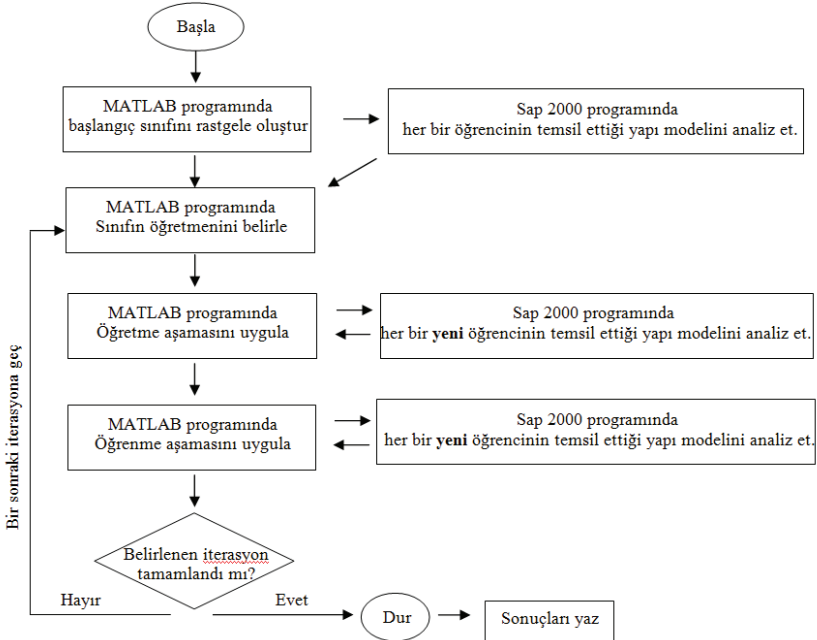 Başla
MATLAB programında
başlangıç sınıfını rastgele oluştur
Sap 2000 programında
her bir öğrencinin temsil ettiği yapı modelini analiz et.
MATLAB programında
Sınıfın öğretmenini belirle
MATLAB programında
Öğretme aşamasını uygula
Sap 2000 programında
her bir yeni öğrencinin temsil ettiği yapı modelini analiz et.
MATLAB programında
Öğrenme aşamasını uygula
Sap 2000 programında
her bir yeni öğrencinin temsil ettiği yapı modelini analiz et.
Bir sonraki iterasyona geç
Belirlenen iterasyon
tamamlandı mı?
Hayır
Evet
Dur
Sonuçları yaz